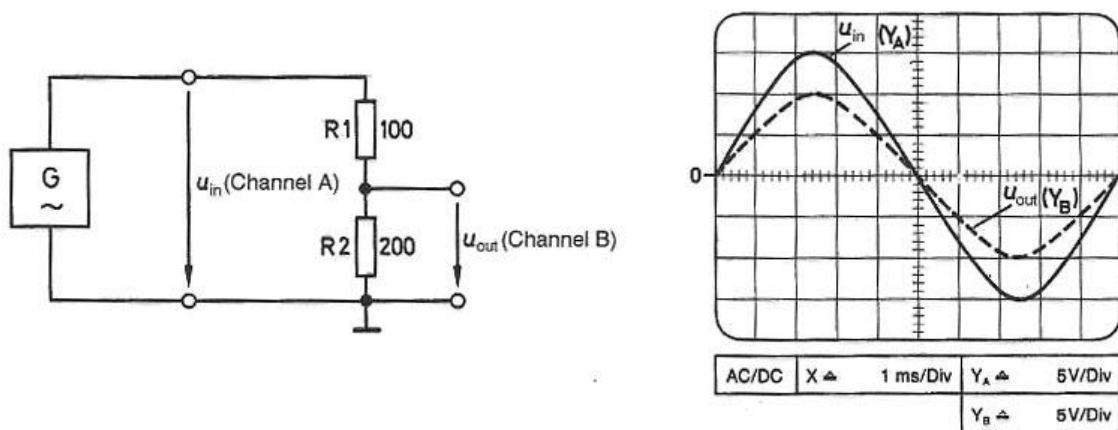 G
~
u_in (Channel A)
R1 100
R2 200
u_out (Channel B)
u_in (Y_A)
0
u_out (Y_B)
AC/DC X ≙ 1 ms/Div Y_A ≙ 5V/Div
Y_B ≙ 5V/Div